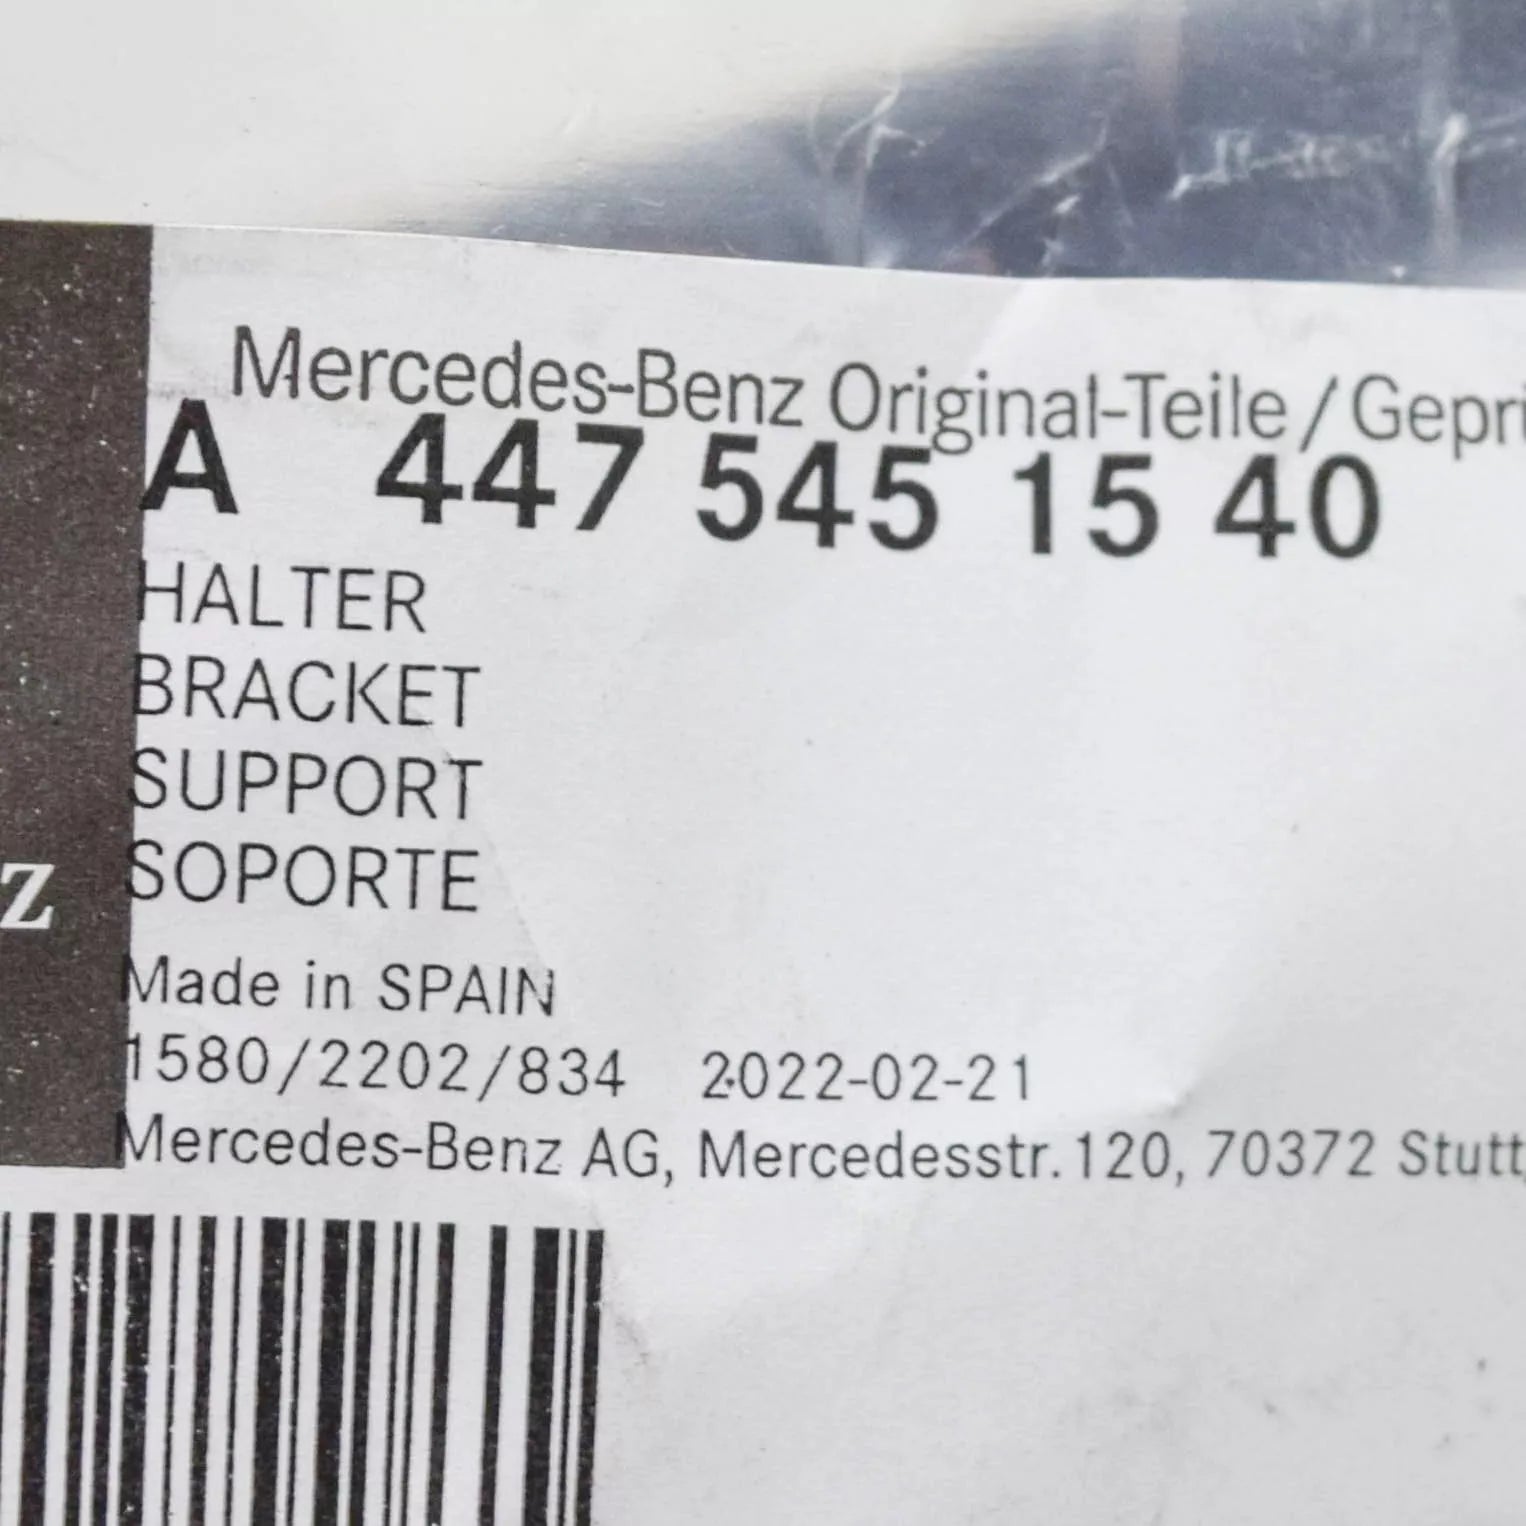 Mercedes-Benz Original-Teile/Geprü
A 447 545 15 40
HALTER
BRACKET
SUPPORT
SOPORTE
z
Made in SPAIN
1580/2202/834 2022-02-21
Mercedes-Benz AG, Mercedesstr.120, 70372 Stutt